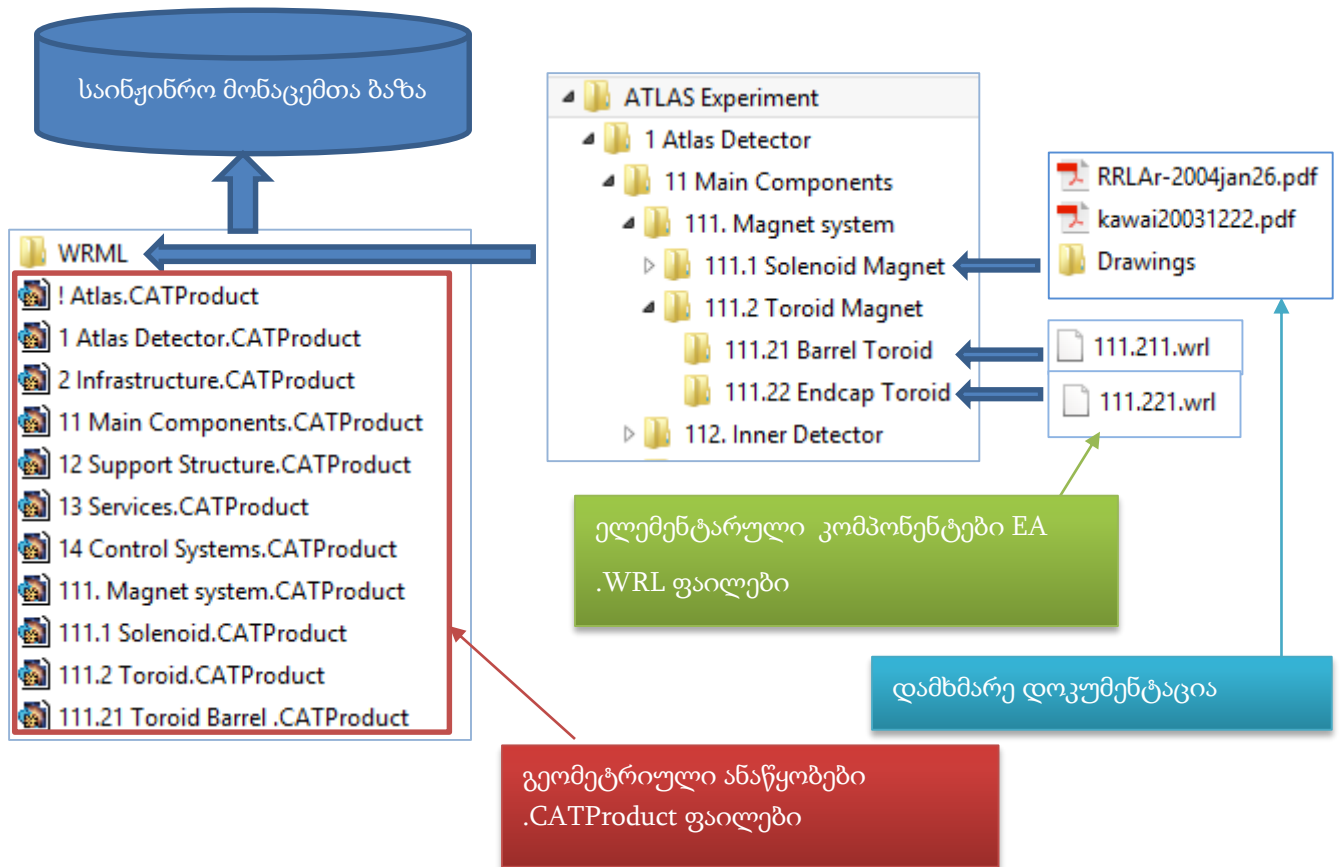 საინჟინრო მონაცემთა ბაზა
WRML
! Atlas.CATProduct
1 Atlas Detector.CATProduct
2 Infrastructure.CATProduct
11 Main Components.CATProduct
12 Support Structure.CATProduct
13 Services.CATProduct
14 Control Systems.CATProduct
111. Magnet system.CATProduct
111.1 Solenoid.CATProduct
111.2 Toroid.CATProduct
111.21 Toroid Barrel .CATProduct
ATLAS Experiment
1 Atlas Detector
11 Main Components
111. Magnet system
111.1 Solenoid Magnet
111.2 Toroid Magnet
111.21 Barrel Toroid
111.22 Endcap Toroid
112. Inner Detector
RRLAr-2004jan26.pdf
kawai20031222.pdf
Drawings
111.211.wrl
111.221.wrl
ელემენტარული კომპონენტები EA
.WRL ფაილები
დამხმარე დოკუმენტაცია
გეომეტრიული ანაწყობები
.CATProduct ფაილები